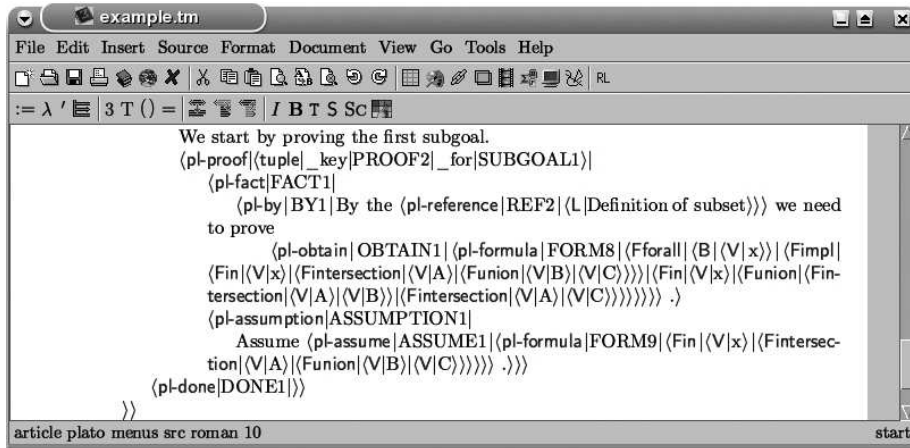 example.tm
File Edit Insert Source Format Document View Go Tools Help
RL
:= λ ' 3 T () = I B T S SC
We start by proving the first subgoal.
⟨pl-proof|⟨tuple|_key|PROOF2|_for|SUBGOAL1⟩|
⟨pl-fact|FACT1|
⟨pl-by|BY1|By the ⟨pl-reference|REF2|⟨L|Definition of subset⟩⟩⟩ we need
to prove
⟨pl-obtain|OBTAIN1|⟨pl-formula|FORM8|⟨Fforall|⟨B|⟨V|x⟩⟩|⟨Fimpl|
⟨Fin|⟨V|x⟩|⟨Fintersection|⟨V|A⟩|⟨Funion|⟨V|B⟩|⟨V|C⟩⟩⟩⟩|⟨Fin|⟨V|x⟩|⟨Funion|⟨Fin-
tersection|⟨V|A⟩|⟨V|B⟩⟩|⟨Fintersection|⟨V|A⟩|⟨V|C⟩⟩⟩⟩⟩⟩⟩⟩ .⟩
⟨pl-assumption|ASSUMPTION1|
Assume ⟨pl-assume|ASSUME1|⟨pl-formula|FORM9|⟨Fin|⟨V|x⟩|⟨Fintersec-
tion|⟨V|A⟩|⟨Funion|⟨V|B⟩|⟨V|C⟩⟩⟩⟩⟩⟩ .⟩⟩⟩
⟨pl-done|DONE1|⟩⟩
⟩⟩
article plato menus src roman 10 start